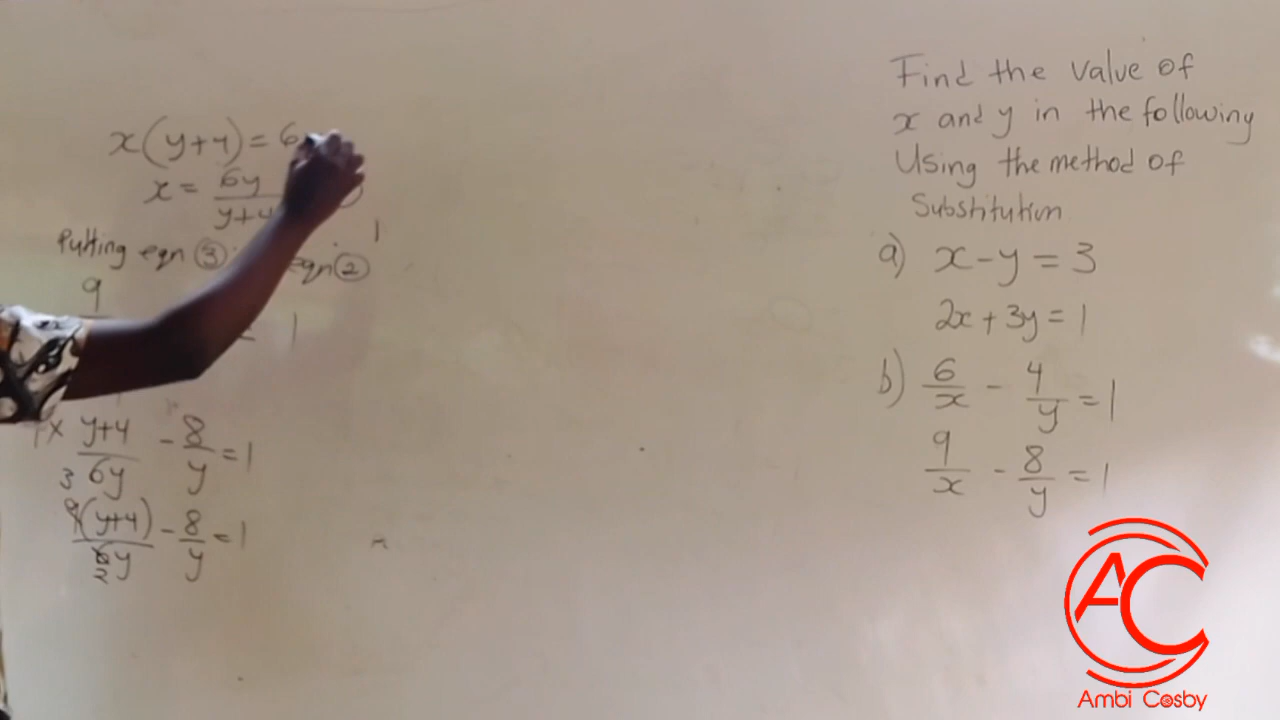 x(y+4) = 6
x = 6y/y+4
Putting eqn ③ eqn ②
9
= 1
1
x y+4/6y - 8/y = 1
3
9(y+4)/6y - 8/y = 1
2
Find the value of
x and y in the following
Using the method of
Substitution
a) x - y = 3
2x + 3y = 1
b) 6/x - 4/y = 1
9/x - 8/y = 1
AC
Ambi Cosby